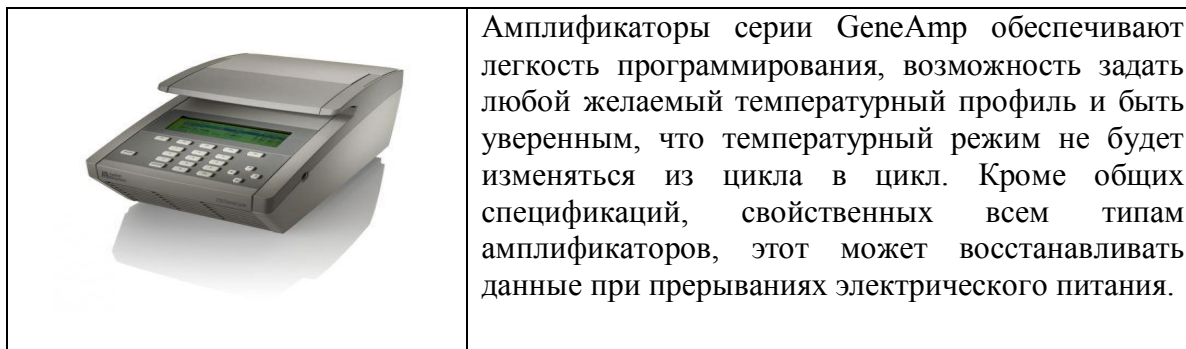 Амплификаторы серии GeneAmp обеспечивают
легкость программирования, возможность задать
любой желаемый температурный профиль и быть
уверенным, что температурный режим не будет
изменяться из цикла в цикл. Кроме общих
спецификаций, свойственных всем типам
амплификаторов, этот может восстанавливать
данные при прерываниях электрического питания.